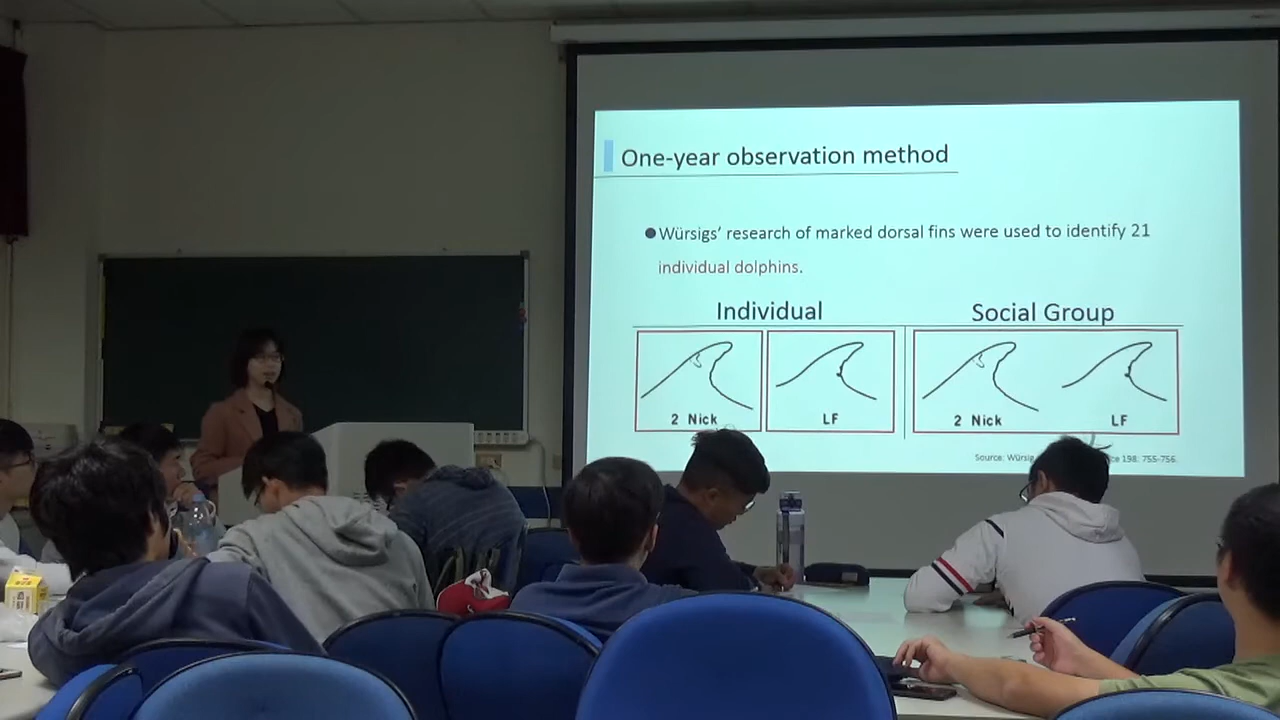 One-year observation method
●Würsigs' research of marked dorsal fins were used to identify 21
individual dolphins.
Individual
Social Group
2 Nick
LF
2 Nick
LF
Source: Würsig 198: 755-756.